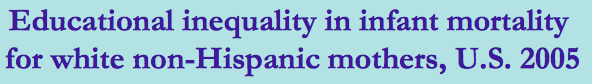 Educational inequality in infant mortality
for white non-Hispanic mothers, U.S. 2005